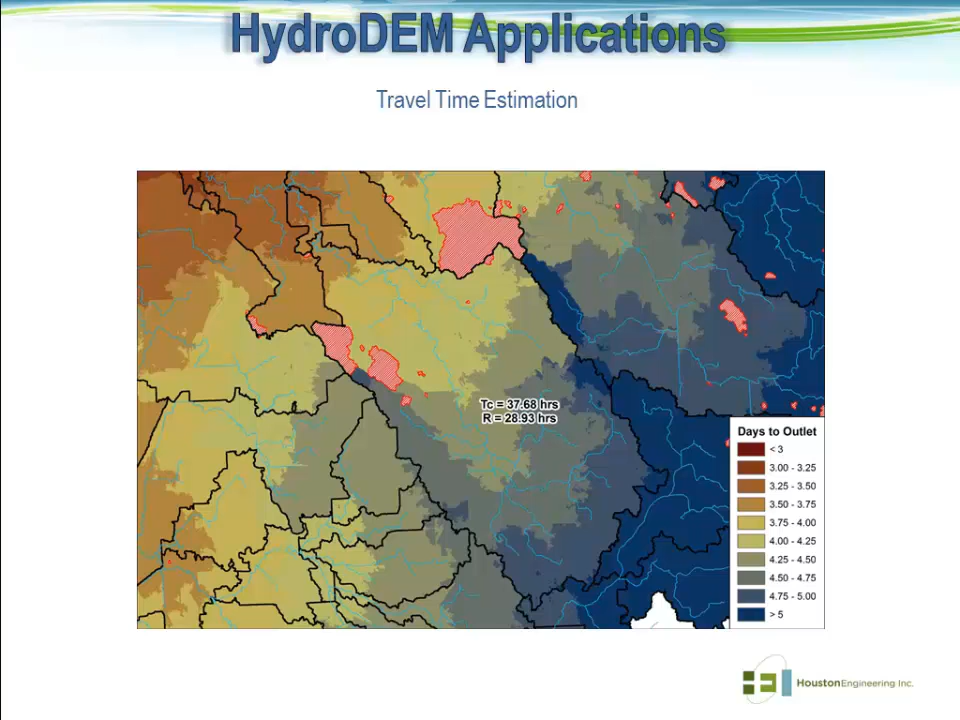 HydroDEM Applications
Travel Time Estimation
Tc = 37.68 hrs
R = 28.93 hrs
Days to Outlet
< 3
3.00 - 3.25
3.25 - 3.50
3.50 - 3.75
3.75 - 4.00
4.00 - 4.25
4.25 - 4.50
4.50 - 4.75
4.75 - 5.00
> 5
HoustonEngineering Inc.